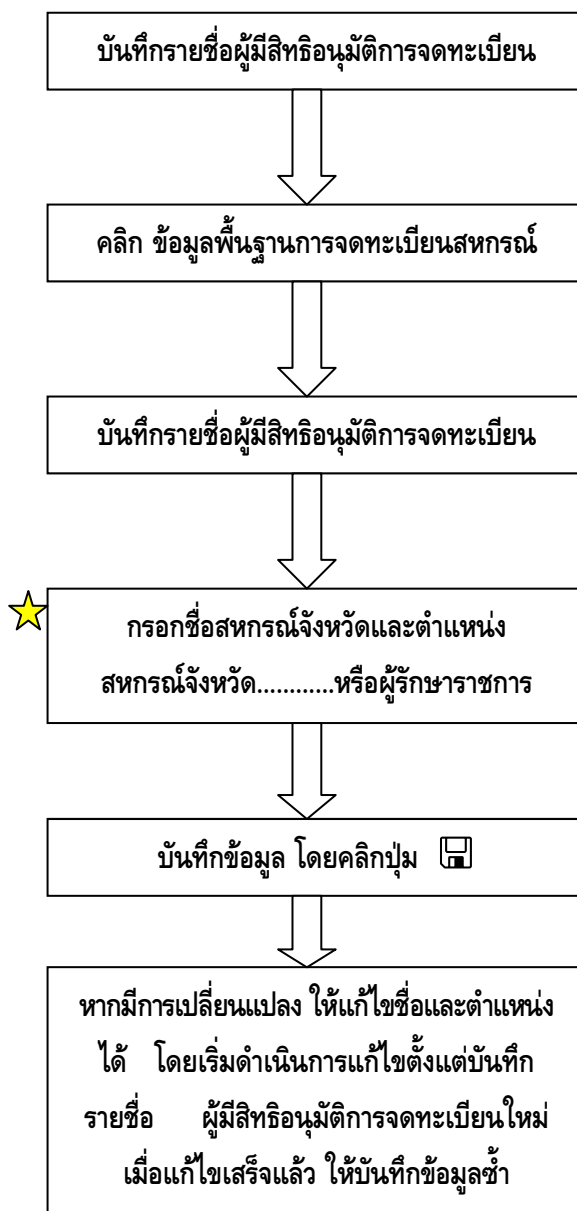 บันทึกรายชื่อผู้มีสิทธิอนุมัติการจดทะเบียน
คลิก ข้อมูลพื้นฐานการจดทะเบียนสหกรณ์
บันทึกรายชื่อผู้มีสิทธิอนุมัติการจดทะเบียน
กรอกชื่อสหกรณ์จังหวัดและตำแหน่ง
สหกรณ์จังหวัด............หรือผู้รักษาราชการ
บันทึกข้อมูล โดยคลิกปุ่ม
หากมีการเปลี่ยนแปลง ให้แก้ไขชื่อและตำแหน่ง
ได้ โดยเริ่มดำเนินการแก้ไขตั้งแต่บันทึก
รายชื่อ ผู้มีสิทธิอนุมัติการจดทะเบียนใหม่
เมื่อแก้ไขเสร็จแล้ว ให้บันทึกข้อมูลซ้ำ